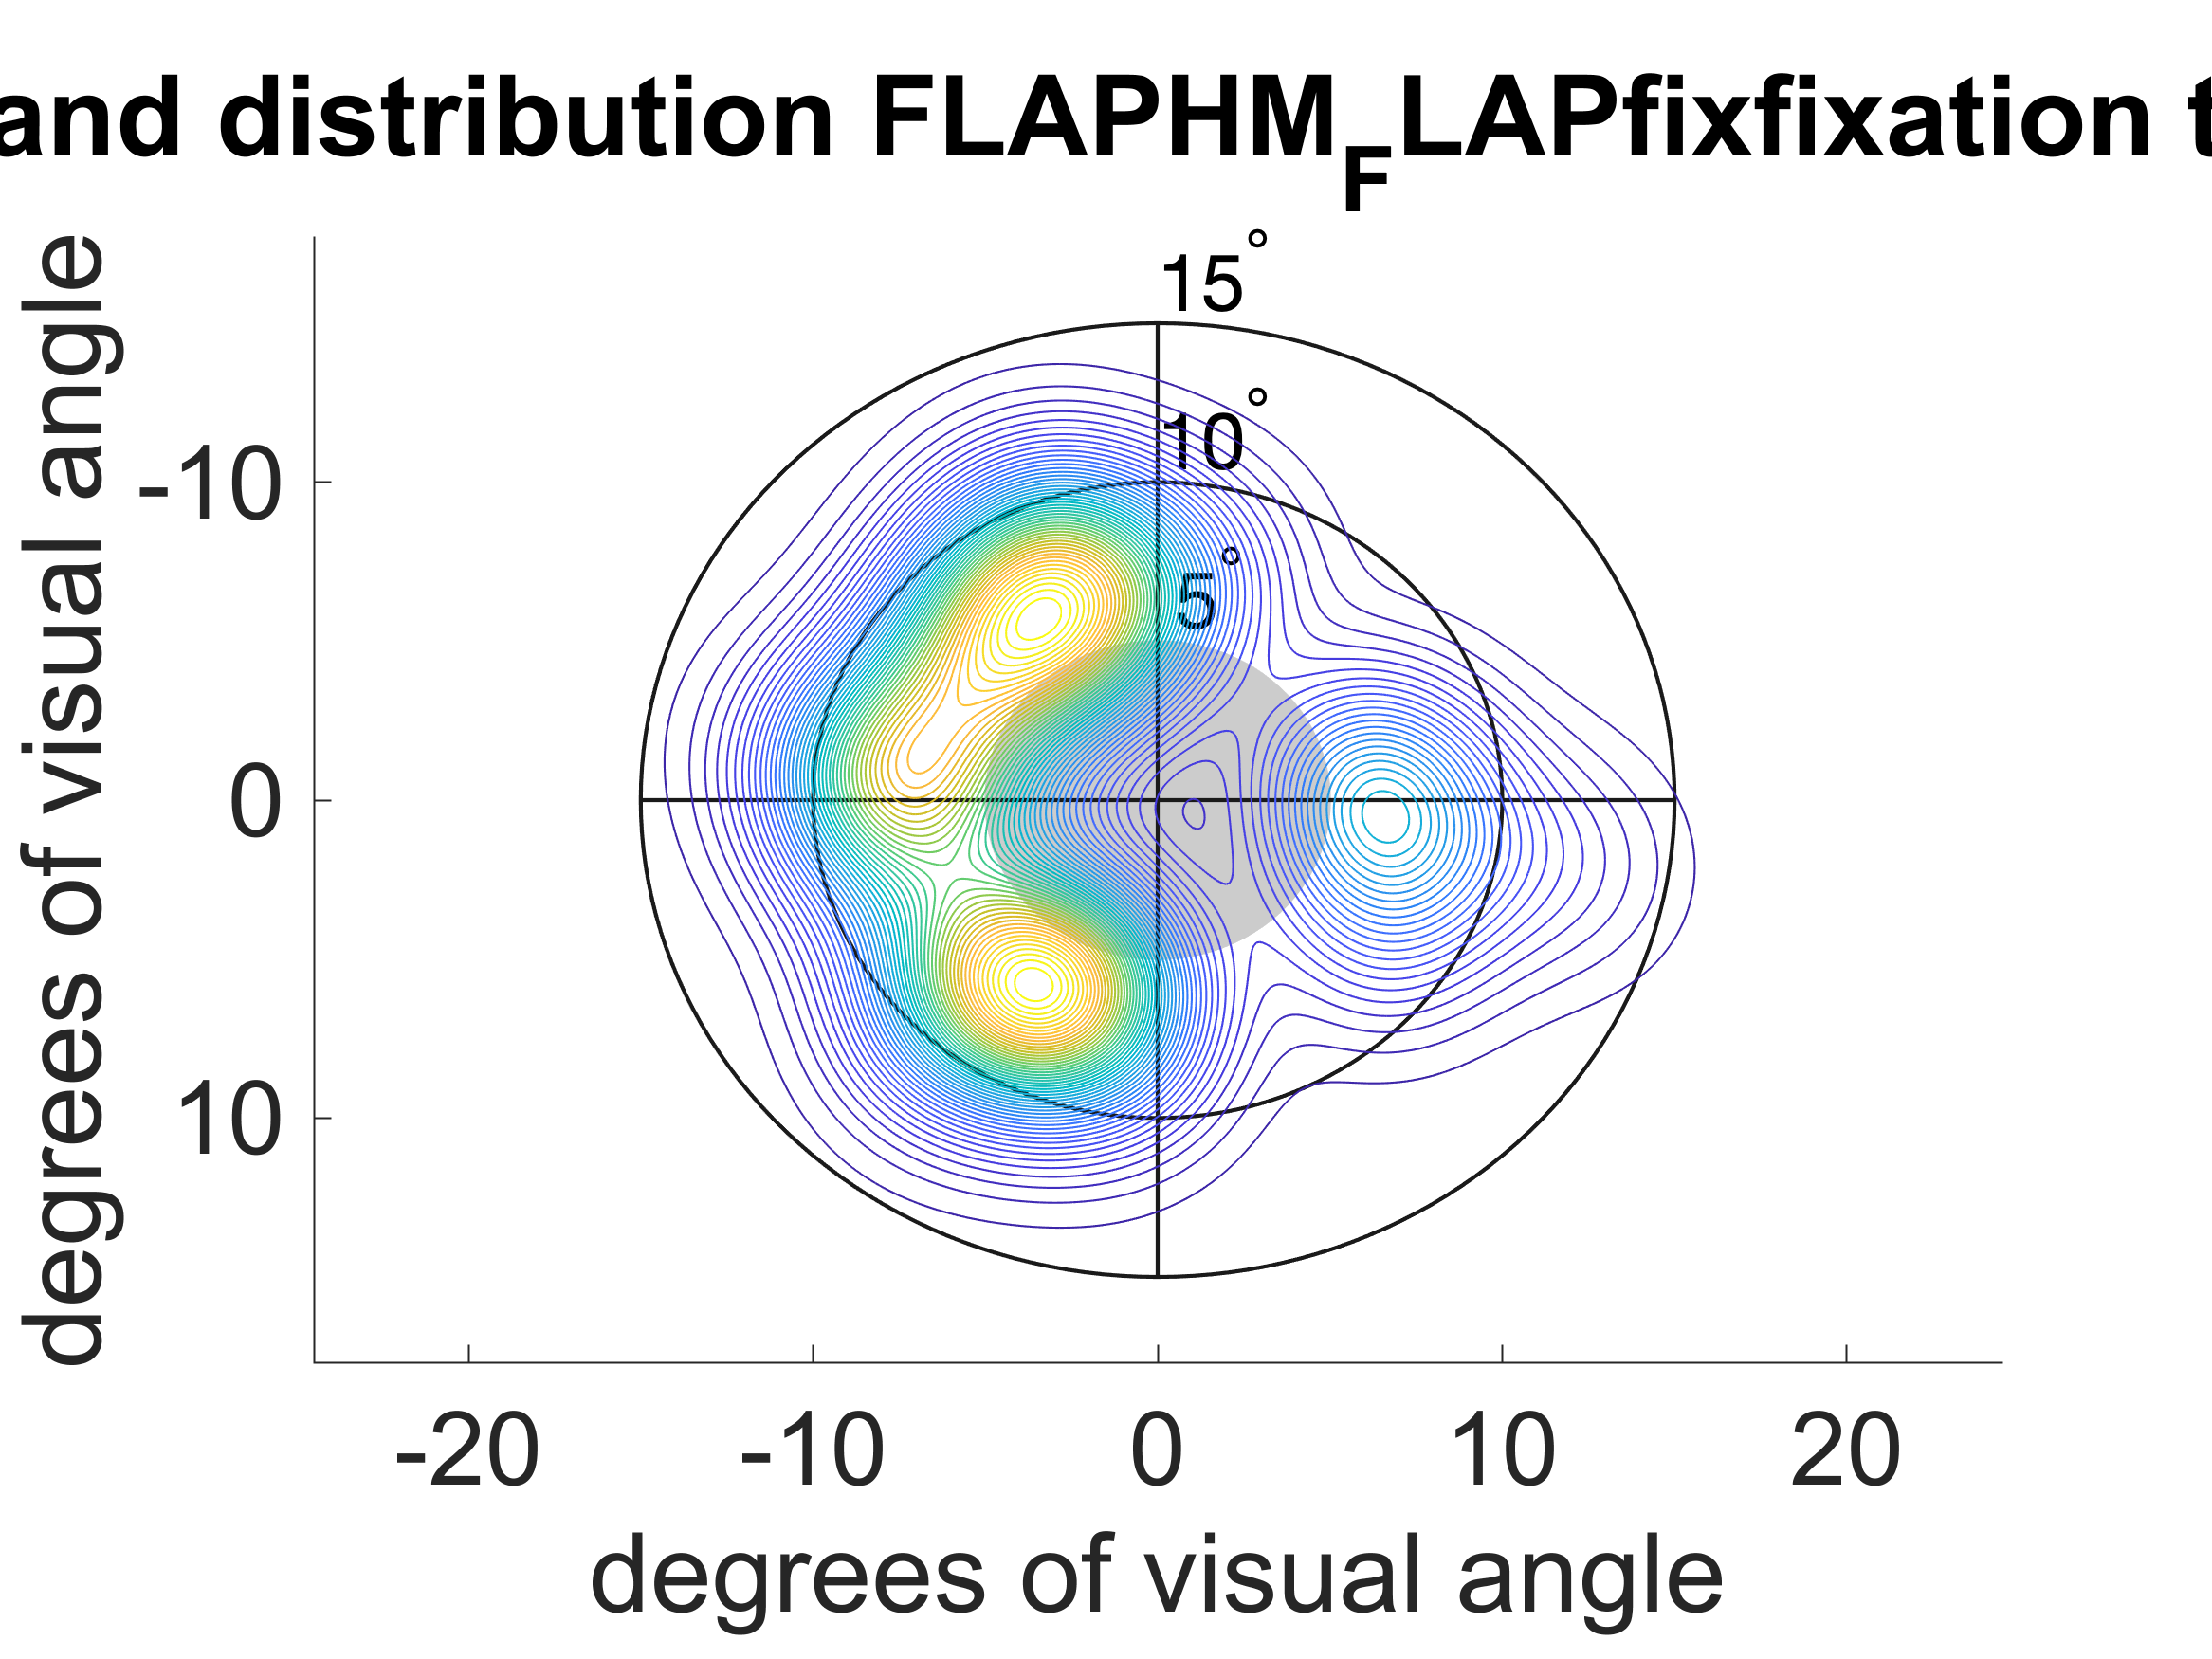 and distribution FLAPHMFLAPfixfixation t
15°
10°
5°
degrees of visual angle
-10
0
10
-20 -10 0 10 20
degrees of visual angle